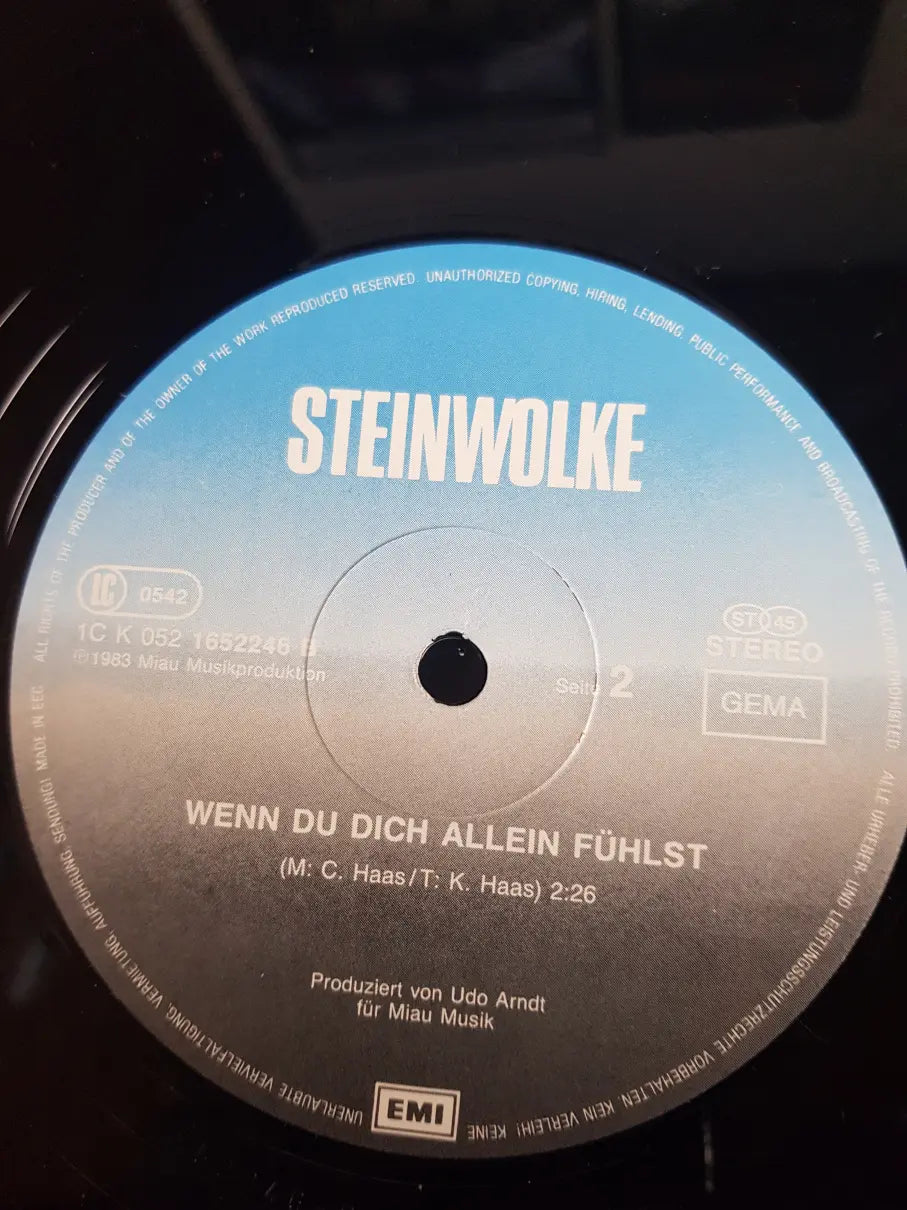 ALL RIGHTS OF THE PRODUCER AND OF THE OWNER OF THE WORK REPRODUCED RESERVED. UNAUTHORIZED COPYING, HIRING, LENDING, PUBLIC PERFORMANCE AND BROADCASTING OF THE RECORD PROHIBITED.
STEINWOLKE
LC 0542
1C K 052 1652246 B
℗1983 Miau Musikproduktion
Seite 2
ST 45
STEREO
GEMA
WENN DU DICH ALLEIN FÜHLST
(M: C. Haas/T: K. Haas) 2:26
Produziert von Udo Arndt
für Miau Musik
EMI
ALLE URHEBER- UND LEISTUNGSSCHUTZRECHTE VORBEHALTEN KEIN VERLEIH! KEINE UNERLAUBTE VERVIELFÄLTIGUNG, VERMIETUNG, AUFFÜHRUNG, SENDUNG! MADE IN EEC